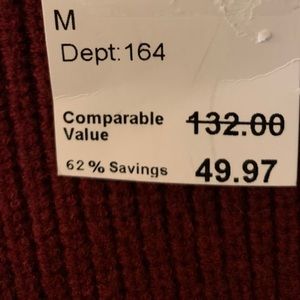 M
Dept:164
Comparable 132.00
Value
62% Savings 49.97